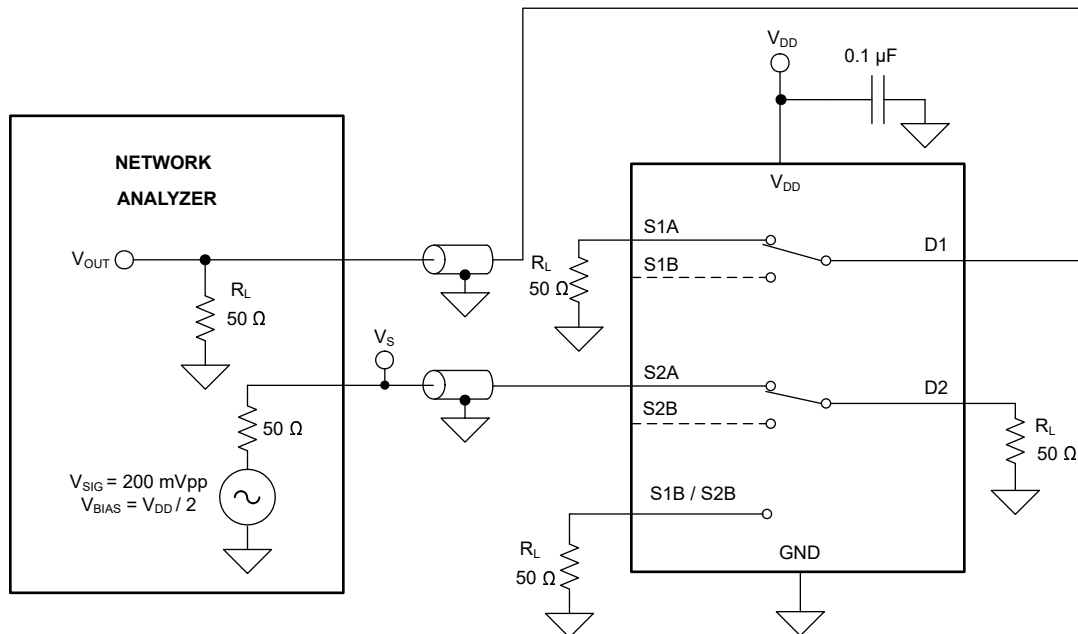 V_DD
0.1 µF
NETWORK
ANALYZER
V_DD
V_OUT
R_L
50 Ω
S1A
S1B
D1
R_L
50 Ω
V_S
S2A
S2B
D2
50 Ω
R_L
50 Ω
V_SIG = 200 mVpp
V_BIAS = V_DD / 2
S1B / S2B
R_L
50 Ω
GND